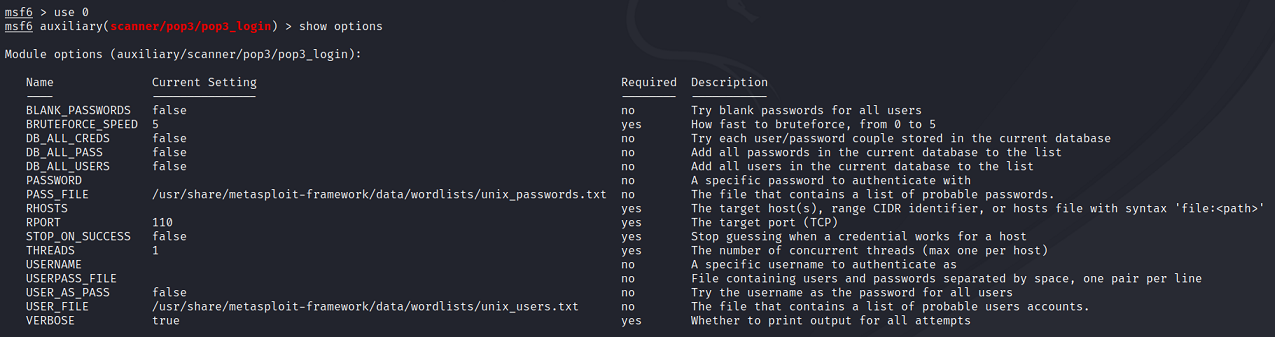 msf6 > use 0
msf6 auxiliary(scanner/pop3/pop3_login) > show options
Module options (auxiliary/scanner/pop3/pop3_login):
Name Current Setting Required Description
---- --------------- -------- -----------
BLANK_PASSWORDS false no Try blank passwords for all users
BRUTEFORCE_SPEED 5 yes How fast to bruteforce, from 0 to 5
DB_ALL_CREDS false no Try each user/password couple stored in the current database
DB_ALL_PASS false no Add all passwords in the current database to the list
DB_ALL_USERS false no Add all users in the current database to the list
PASSWORD no A specific password to authenticate with
PASS_FILE /usr/share/metasploit-framework/data/wordlists/unix_passwords.txt no The file that contains a list of probable passwords.
RHOSTS yes The target host(s), range CIDR identifier, or hosts file with syntax 'file:<path>'
RPORT 110 yes The target port (TCP)
STOP_ON_SUCCESS false yes Stop guessing when a credential works for a host
THREADS 1 yes The number of concurrent threads (max one per host)
USERNAME no A specific username to authenticate as
USERPASS_FILE no File containing users and passwords separated by space, one pair per line
USER_AS_PASS false no Try the username as the password for all users
USER_FILE /usr/share/metasploit-framework/data/wordlists/unix_users.txt no The file that contains a list of probable users accounts.
VERBOSE true yes Whether to print output for all attempts